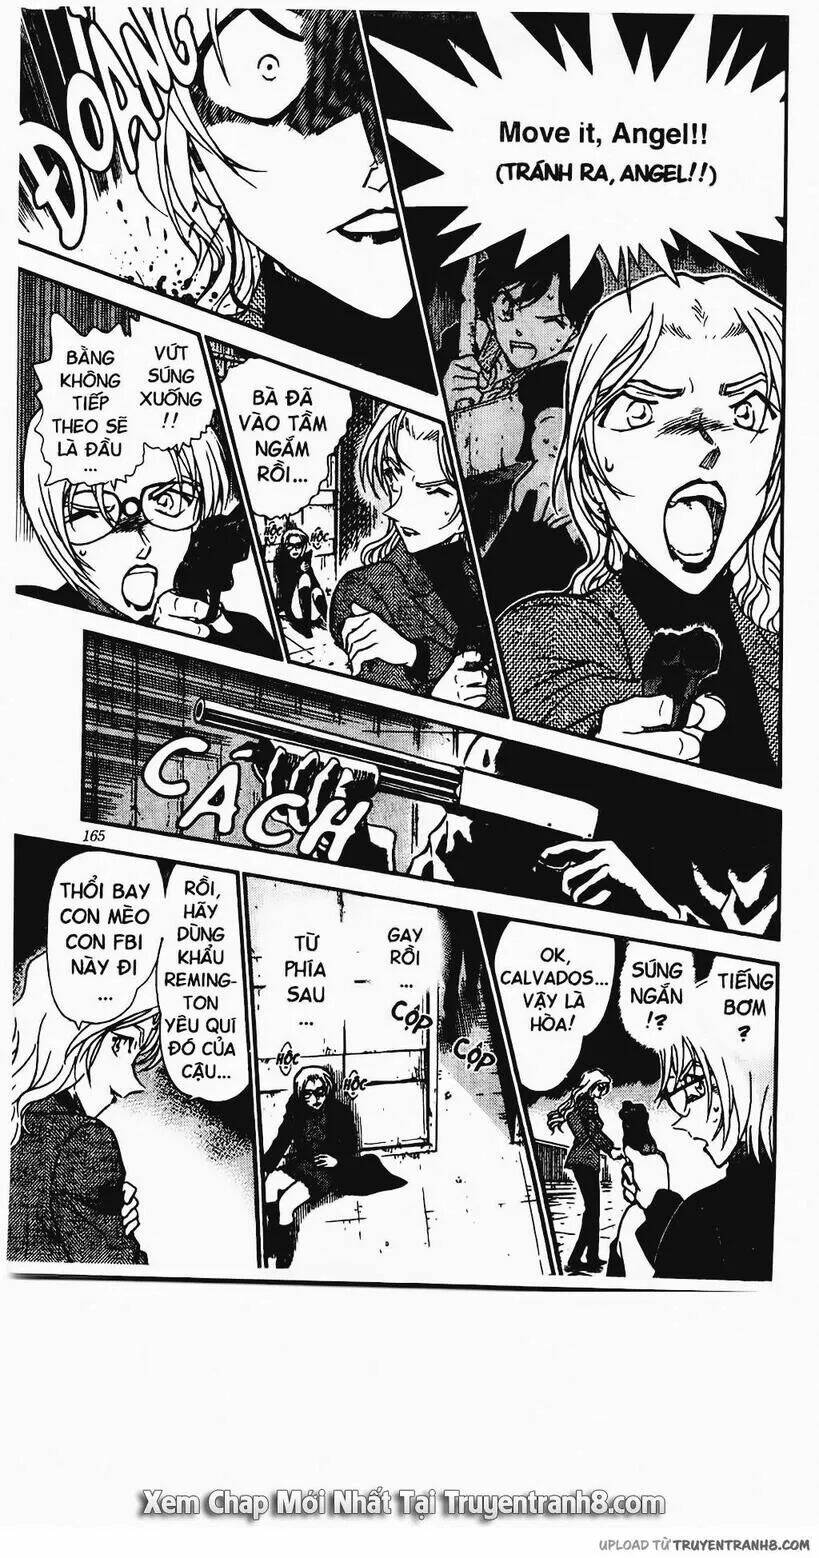 Move it, Angel!!
(TRÁNH RA, ANGEL!!)
ĐOÀNG
BÀ ĐÃ
VÀO TẦM
NGẮM
RỒI...
HỘC
HỘC
VỨT
SÚNG
XUỐNG
!!
BẰNG
KHÔNG
TIẾP
THEO SẼ
LÀ ĐẦU
...
CÁCH
165
TIẾNG
BƠM
?
SÚNG
NGẮN
!?
OK,
CALVADOS...
VẬY LÀ
HÒA!
GAY
RỒI
...
TỪ
PHÍA
SAU
...
CỘP
CỘP
HỘC
HỘC
RỒI,
HÃY
DÙNG
KHẨU
REMING-
TON
YÊU QUÍ
ĐÓ CỦA
CẬU...
THỔI BAY
CON MÈO
CON FBI
NÀY ĐI
...
Xem Chap Mới Nhất Tại Truyentranh8.com
UPLOAD TỪ TRUYENTRANH8.COM